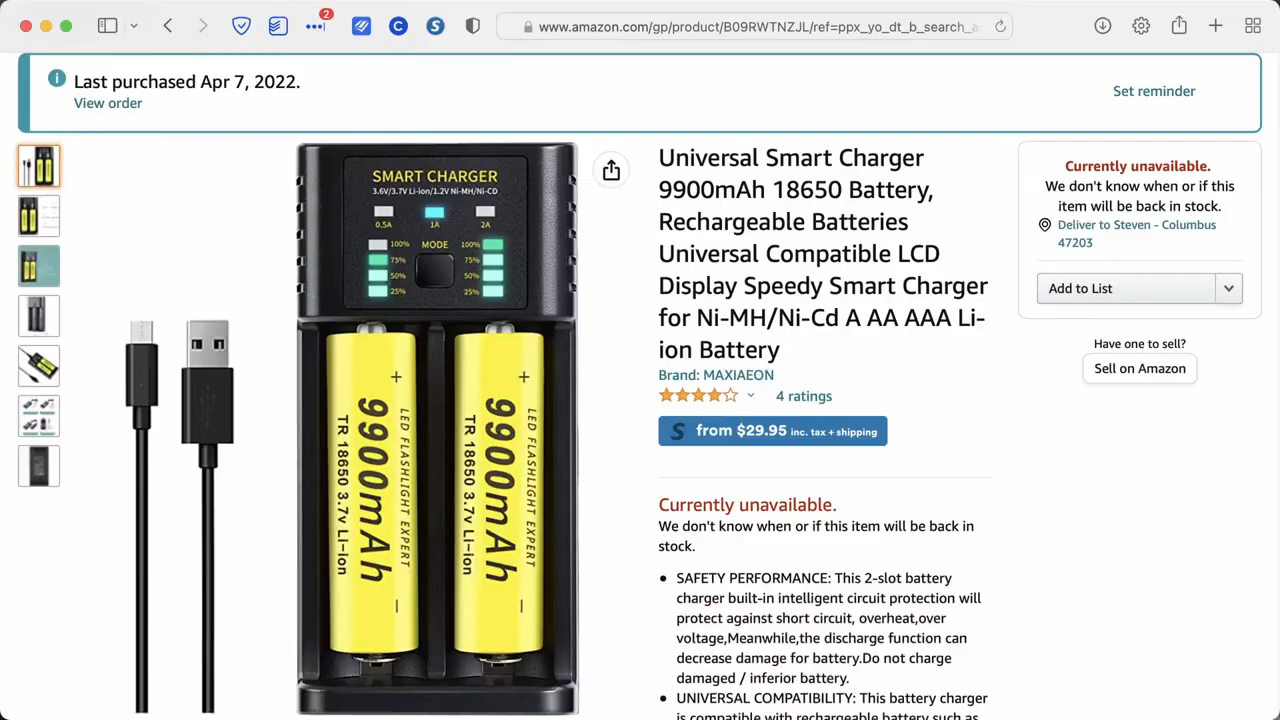 2
www.amazon.com/gp/product/B09RWTNZJL/ref=ppx_yo_dt_b_search_a
Last purchased Apr 7, 2022.
View order
Set reminder
SMART CHARGER
3.6V/3.7V Li-ion/1.2V Ni-MH/Ni-CD
0.5A 1A 2A
100% MODE 100%
75% 75%
50% 50%
25% 25%
+ +
9900mAh
LED FLASHLIGHT EXPERT
TR 18650 3.7v Li-ion
9900mAh
LED FLASHLIGHT EXPERT
TR 18650 3.7v Li-ion
Universal Smart Charger
9900mAh 18650 Battery,
Rechargeable Batteries
Universal Compatible LCD
Display Speedy Smart Charger
for Ni-MH/Ni-Cd A AA AAA Li-
ion Battery
Brand: MAXIAEON
4 ratings
S from $29.95 inc. tax + shipping
Currently unavailable.
We don't know when or if this item will be back in
stock.
• SAFETY PERFORMANCE: This 2-slot battery
charger built-in intelligent circuit protection will
protect against short circuit, overheat,over
voltage,Meanwhile,the discharge function can
decrease damage for battery.Do not charge
damaged / inferior battery.
• UNIVERSAL COMPATIBILITY: This battery charger
is compatible with rechargeable battery such as
Currently unavailable.
We don't know when or if this
item will be back in stock.
Deliver to Steven - Columbus
47203
Add to List
Have one to sell?
Sell on Amazon